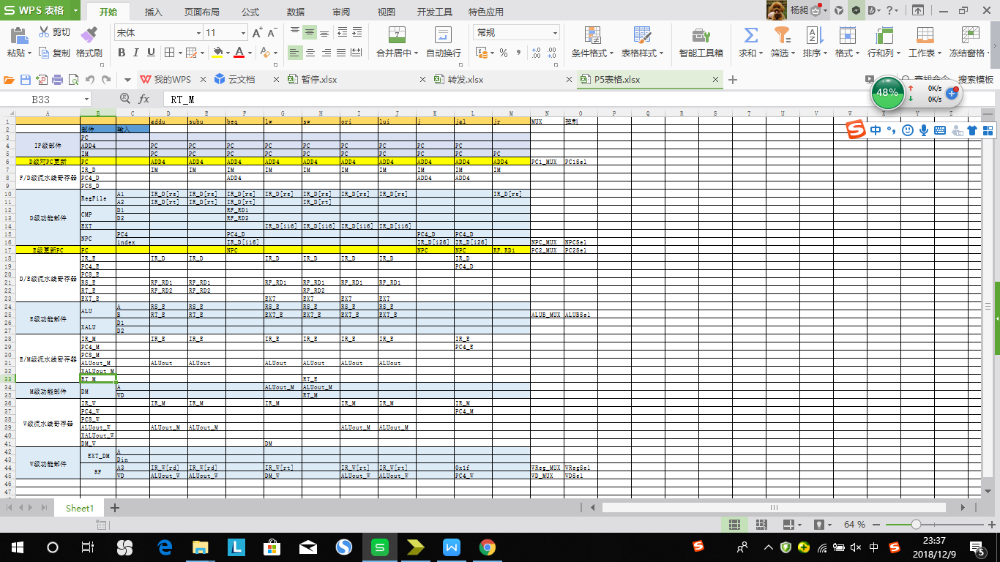 WPS 表格 开始 插入 页面布局 公式 数据 审阅 视图 开发工具 特色应用 杨昶
剪切 宋体 11 常规
粘贴 复制 格式刷 B I U 合并居中 自动换行 条件格式 表格样式 智能工具箱 求和 筛选 排序 格式 行和列 工作表 冻结窗格
我的WPS 云文档 暂停.xlsx 转发.xlsx P5表格.xlsx 查找命令 搜索模板
48% 0K/s
0K/s
B33 fx RT_M
A B C D E F G H I J K L M N O P Q R S T U V W X Y Z
1 addu subu beq lw sw ori lui j jal jr MUX 控制
2 部件 输入
3 IF级部件 PC
4 ADD4 PC PC PC PC PC PC PC PC PC
5 IM PC PC PC PC PC PC PC PC PC PC
6 D级对PC更新 PC ADD4 ADD4 ADD4 ADD4 ADD4 ADD4 ADD4 ADD4 ADD4 ADD4 PC1_MUX PC1Sel
7 F/D级流水线寄存器 IR_D IM IM IM IM IM IM IM IM IM IM
8 PC4_D ADD4 ADD4 ADD4
9 PC8_D
10 D级功能部件 RegFile A1 IR_D[rs] IR_D[rs] IR_D[rs] IR_D[rs] IR_D[rs] IR_D[rs] IR_D[rs] IR_D[rs]
11 A2 IR_D[rt] IR_D[rt] IR_D[rt] IR_D[rt]
12 CMP D1 RF_RD1
13 D2 RF_RD2
14 EXT IR_D[i16] IR_D[i16] IR_D[i16] IR_D[i16]
15 NPC PC4 PC4_D PC4_D PC4_D
16 index IR_D[i16] IR_D[i26] IR_D[i26] NPC_MUX NPCSel
17 E级更新PC PC NPC NPC NPC RF.RD1 PC2_MUX PC2Sel
18 D/E级流水线寄存器 IR_E IR_D IR_D IR_D IR_D IR_D IR_D IR_D
19 PC4_E PC4_D
20 PC8_E
21 RS_E RF_RD1 RF_RD1 RF_RD1 RF_RD1 RF_RD1 RF_RD1
22 RT_E RF_RD2 RF_RD2 RF_RD2
23 EXT_E EXT EXT EXT EXT
24 E级功能部件 ALU A RS_E RS_E RS_E RS_E RS_E RS_E
25 B RT_E RT_E EXT_E EXT_E EXT_E EXT_E ALUB_MUX ALUBSel
26 XALU D1
27 D2
28 E/M级流水线寄存器 IR_M IR_E IR_E IR_E IR_E IR_E IR_E IR_E
29 PC4_M PC4_E
30 PC8_M
31 ALUout_M ALUout ALUout ALUout ALUout ALUout ALUout
32 XALUout_M
33 RT_M RT_E
34 M级功能部件 DM A ALUout_M ALUout_M
35 WD RT_M
36 W级流水线寄存器 IR_W IR_M IR_M IR_M IR_M IR_M IR_M
37 PC4_W PC4_M
38 PC8_W
39 ALUout_W ALUout_M ALUout_M ALUout_M ALUout_M
40 XALUout_W
41 DM_W DM
42 W级功能部件 EXT_DM A
43 Din
44 RF A3 IR_W[rd] IR_W[rd] IR_W[rt] IR_W[rt] IR_W[rt] 0x1f WReg_MUX WRegSel
45 WD ALUout_W ALUout_W DM_W ALUout_W ALUout_W PC4_W WD_MUX WDSel
46
47
Sheet1
64 %
中
23:37
2018/12/9
5